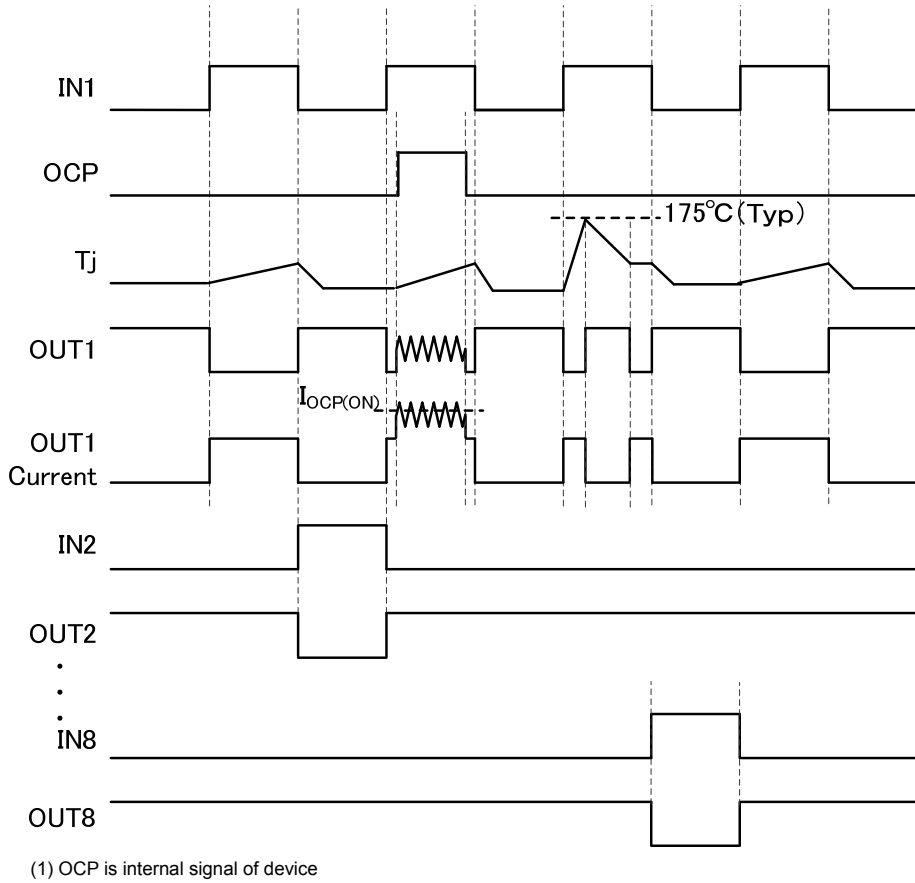 IN1
OCP
175°C(Typ)
Tj
OUT1
IOCP(ON)
OUT1
Current
IN2
OUT2
IN8
OUT8
(1) OCP is internal signal of device